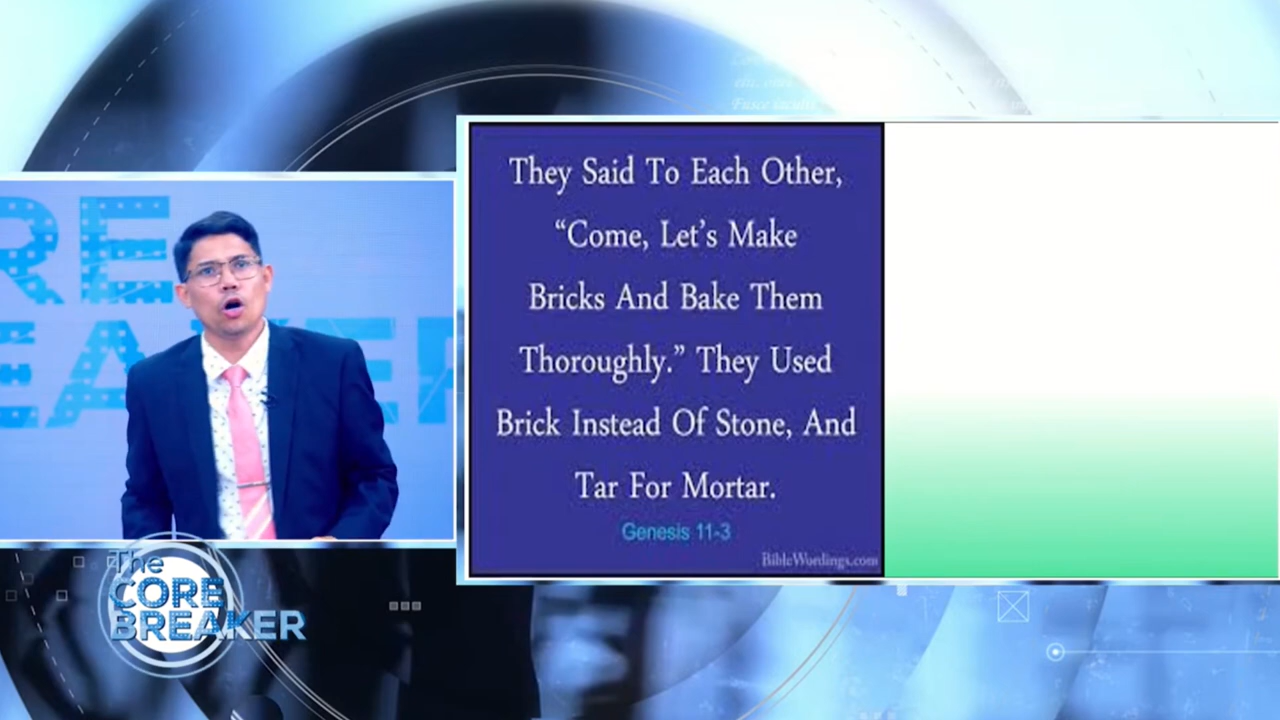 They Said To Each Other,
“Come, Let’s Make
Bricks And Bake Them
Thoroughly.” They Used
Brick Instead Of Stone, And
Tar For Mortar.
Genesis 11-3
BibleWordings.com
The
CORE
BREAKER